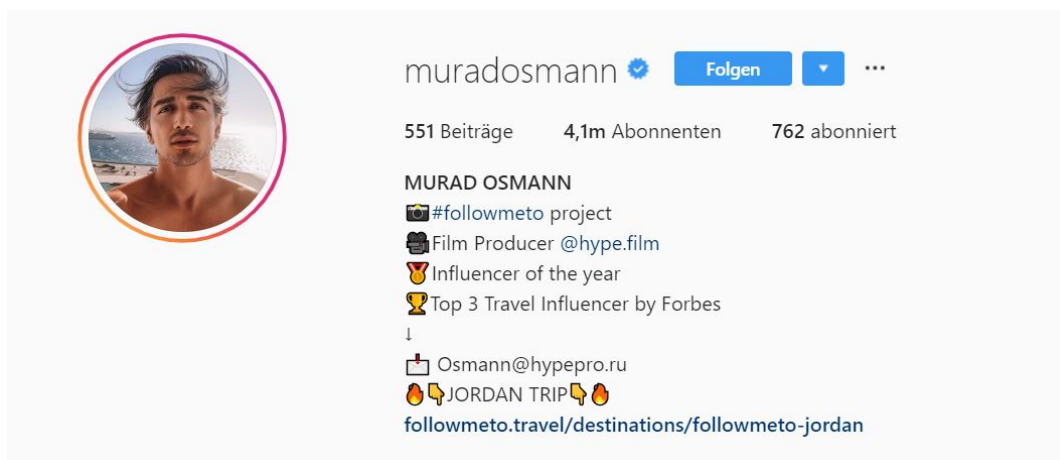 muradosmann Folgen ...
551 Beiträge 4,1m Abonnenten 762 abonniert
MURAD OSMANN
#followmeto project
Film Producer @hype.film
Influencer of the year
Top 3 Travel Influencer by Forbes
↓
Osmann@hypepro.ru
JORDAN TRIP
followmeto.travel/destinations/followmeto-jordan